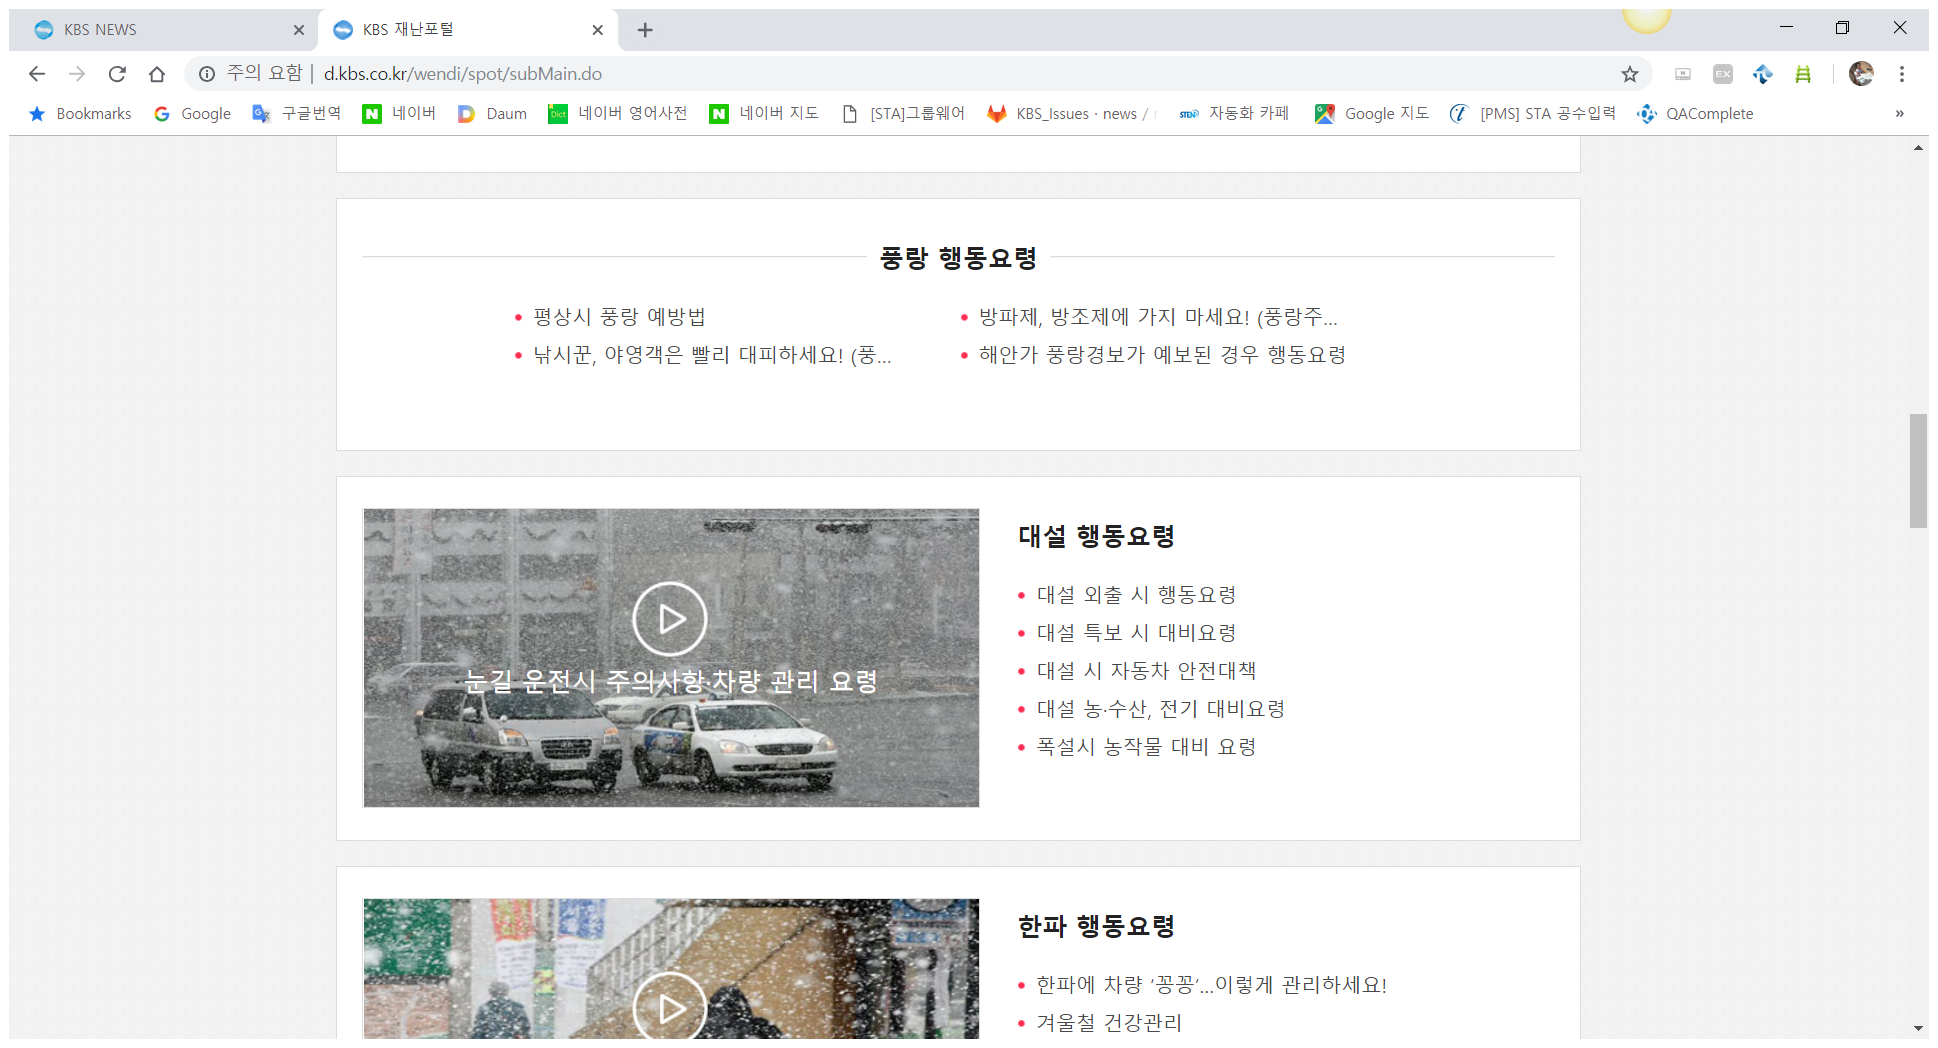 KBS NEWS
KBS 재난포털
주의 요함 | d.kbs.co.kr/wendi/spot/subMain.do
EX
Bookmarks
Google
구글번역
네이버
Daum
Dict 네이버 영어사전
네이버 지도
[STA]그룹웨어
KBS_Issues · news /
STEN 자동화 카페
Google 지도
[PMS] STA 공수입력
QAComplete
»
풍랑 행동요령
평상시 풍랑 예방법
방파제, 방조제에 가지 마세요! (풍랑주...
낚시꾼, 야영객은 빨리 대피하세요! (풍...
해안가 풍랑경보가 예보된 경우 행동요령
눈길 운전시 주의사항·차량 관리 요령
대설 행동요령
대설 외출 시 행동요령
대설 특보 시 대비요령
대설 시 자동차 안전대책
대설 농·수산, 전기 대비요령
폭설시 농작물 대비 요령
한파 행동요령
한파에 차량 ‘꽁꽁’...이렇게 관리하세요!
겨울철 건강관리